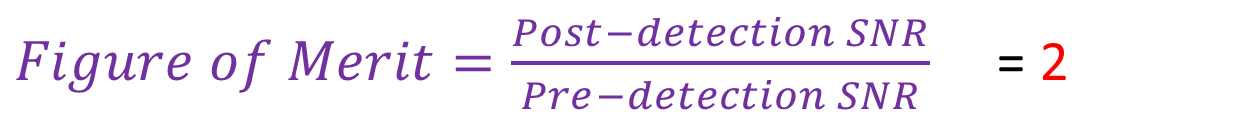 Figure of Merit = Post−detection SNR / Pre−detection SNR = 2